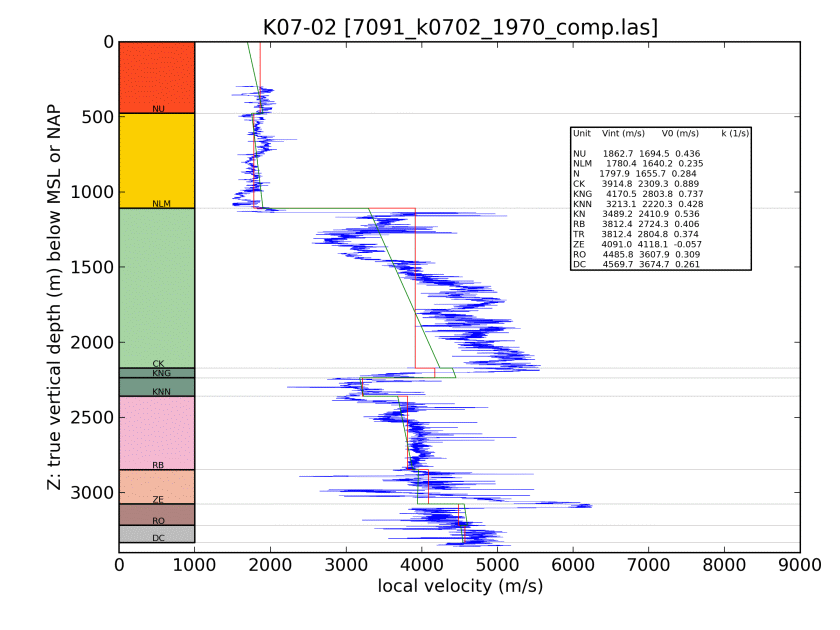 K07-02 [7091_k0702_1970_comp.las]
0
500
1000
1500
2000
2500
3000
Z: true vertical depth (m) below MSL or NAP
NU
NLM
CK
KNG
KNN
RB
ZE
RO
DC
Unit Vint (m/s) V0 (m/s) k (1/s)
NU 1862.7 1694.5 0.436
NLM 1780.4 1640.2 0.235
N 1797.9 1655.7 0.284
CK 3914.8 2309.3 0.889
KNG 4170.5 2803.8 0.737
KNN 3213.1 2220.3 0.428
KN 3489.2 2410.9 0.536
RB 3812.4 2724.3 0.406
TR 3812.4 2804.8 0.374
ZE 4091.0 4118.1 -0.057
RO 4485.8 3607.9 0.309
DC 4569.7 3674.7 0.261
0 1000 2000 3000 4000 5000 6000 7000 8000 9000
local velocity (m/s)